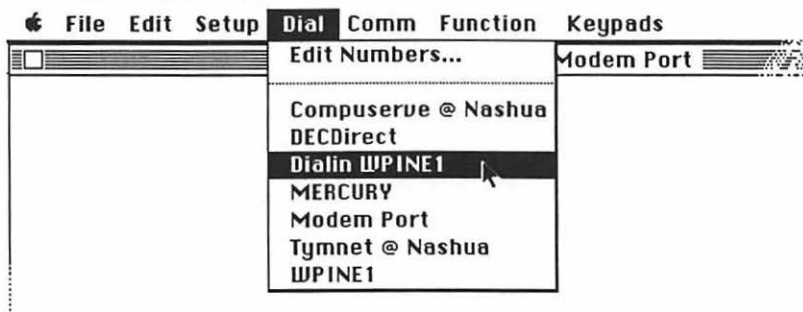 File Edit Setup Dial Comm Function Keypads
Modem Port
Edit Numbers...
Compuserve @ Nashua
DECDirect
Dialin WPINE1
MERCURY
Modem Port
Tymnet @ Nashua
WPINE1